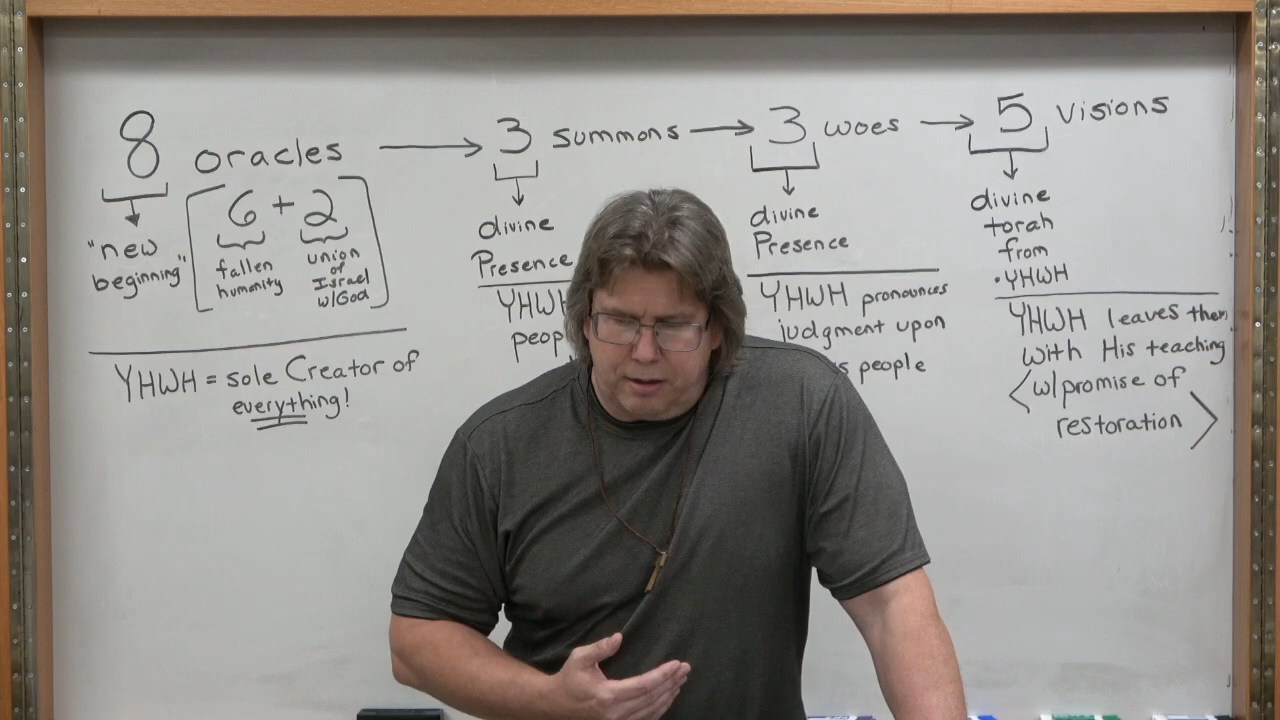 8 oracles → 3 summons → 3 woes → 5 visions
"new
beginning"
[6 + 2]
fallen
humanity
union
of
Israel
w/God
YHWH = sole Creator of
everything!
divine
Presence
YHWH
divine
Presence
YHWH pronounces
judgment upon
people
divine
torah
from
YHWH
YHWH leaves them
with His teaching
<w/promise of
restoration>